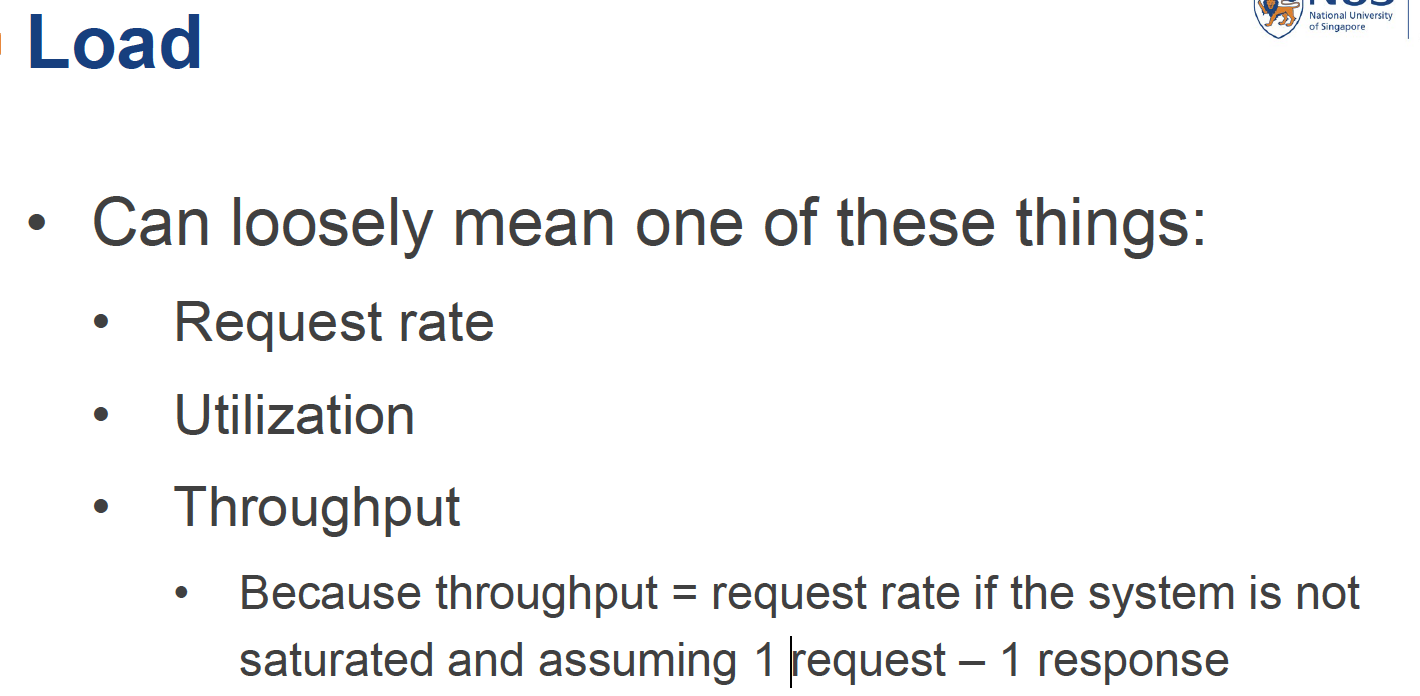 Load
NUS
National University
of Singapore
• Can loosely mean one of these things:
• Request rate
• Utilization
• Throughput
• Because throughput = request rate if the system is not
saturated and assuming 1 request – 1 response